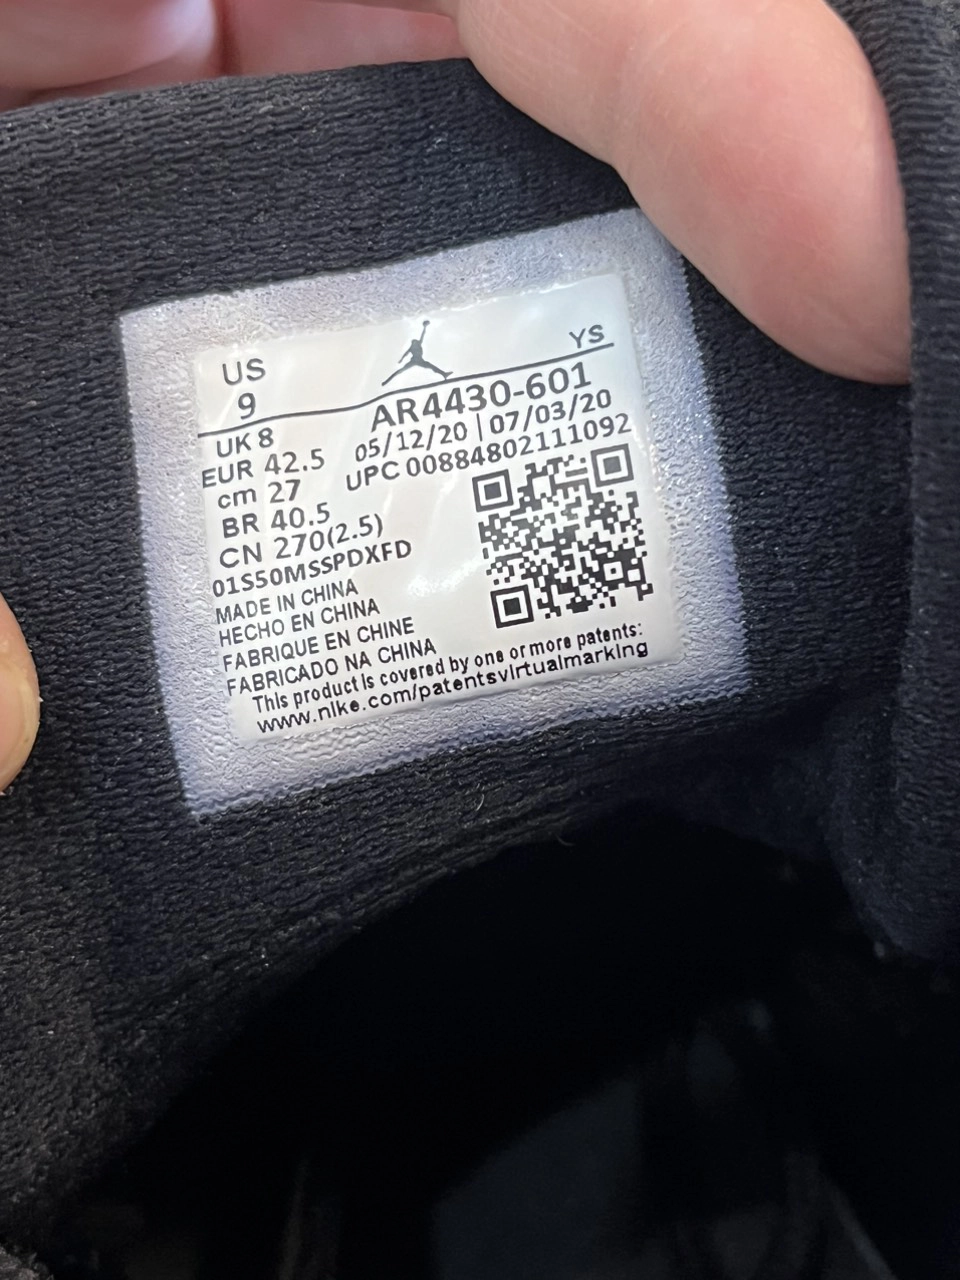 US
9
YS
UK 8
EUR 42.5
cm 27
BR 40.5
CN 270(2.5)
AR4430-601
05/12/20 | 07/03/20
UPC 00884802111092
01S50MSSPDXFD
MADE IN CHINA
HECHO EN CHINA
FABRIQUE EN CHINE
FABRICADO NA CHINA
This product is covered by one or more patents:
www.nike.com/patentsvirtualmarking